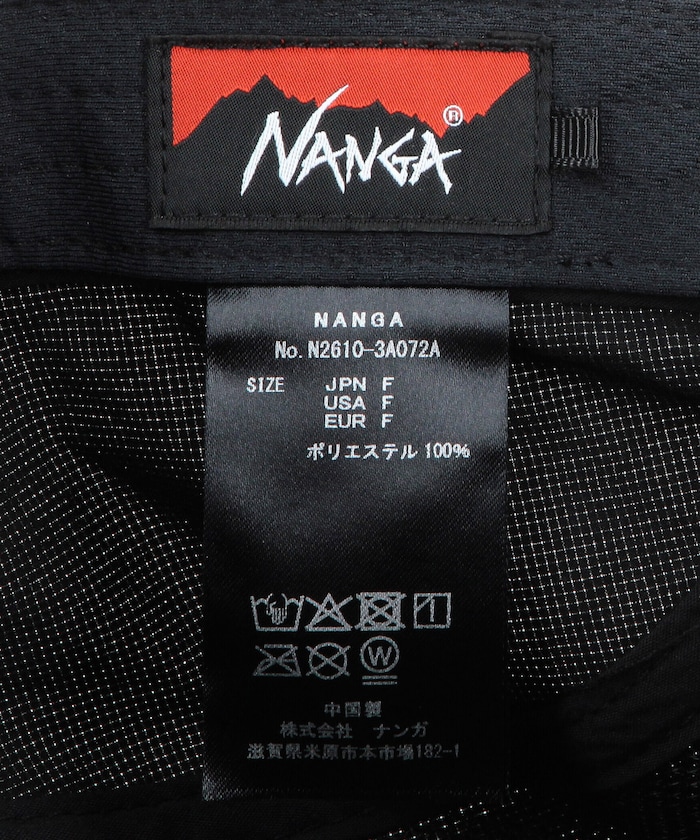 NANGA®
NANGA
No. N2610-3A072A
SIZE JPN F
USA F
EUR F
ポリエステル 100%
W
中国製
株式会社 ナンガ
滋賀県米原市本市場182-1